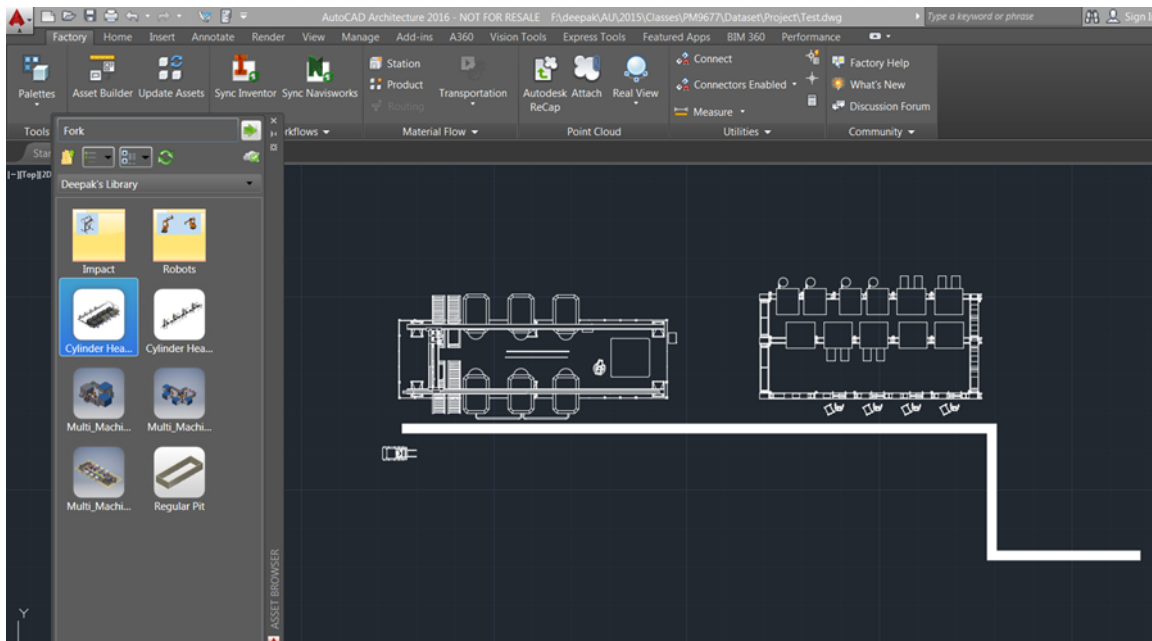 AutoCAD Architecture 2016 - NOT FOR RESALE F:\deepak\AU\2015\Classes\PM9677\Dataset\Project\Test.dwg
Type a keyword or phrase
Sign I
Factory Home Insert Annotate Render View Manage Add-ins A360 Vision Tools Express Tools Featured Apps BIM 360 Performance
Palettes
Asset Builder
Update Assets
Sync Inventor
Sync Navisworks
Station
Product
Routing
Transportation
Autodesk ReCap
Attach
Real View
Connect
Connectors Enabled
Measure
Factory Help
What's New
Discussion Forum
Tools
rkflows
Material Flow
Point Cloud
Utilities
Community
Star
Fork
[-][Top][2D
Deepak's Library
Impact
Robots
Cylinder Hea...
Cylinder Hea...
Multi_Machi...
Multi_Machi...
Multi_Machi...
Regular Pit
ASSET BROWSER
Y